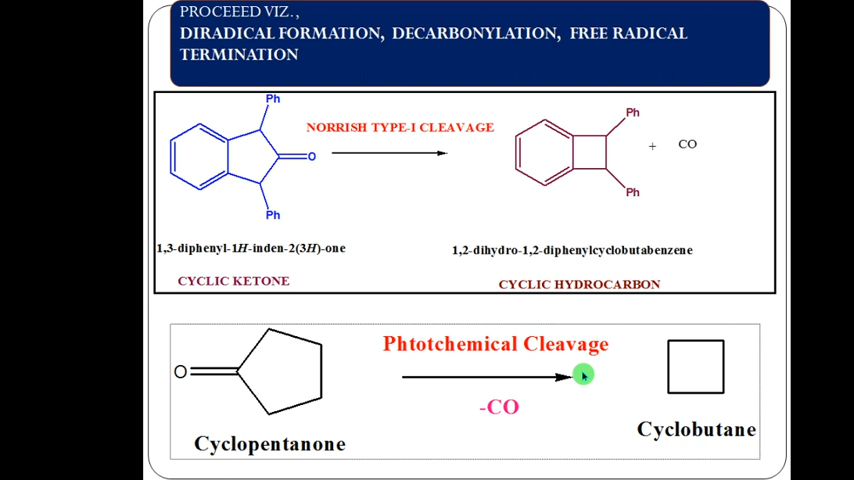 PROCEEED VIZ.,
DIRADICAL FORMATION, DECARBONYLATION, FREE RADICAL
TERMINATION
Ph
NORRISH TYPE-I CLEAVAGE
O
Ph
Ph
+ CO
Ph
1,3-diphenyl-1H-inden-2(3H)-one
1,2-dihydro-1,2-diphenylcyclobutabenzene
CYCLIC KETONE
CYCLIC HYDROCARBON
Phtotchemical Cleavage
O
-CO
Cyclopentanone
Cyclobutane